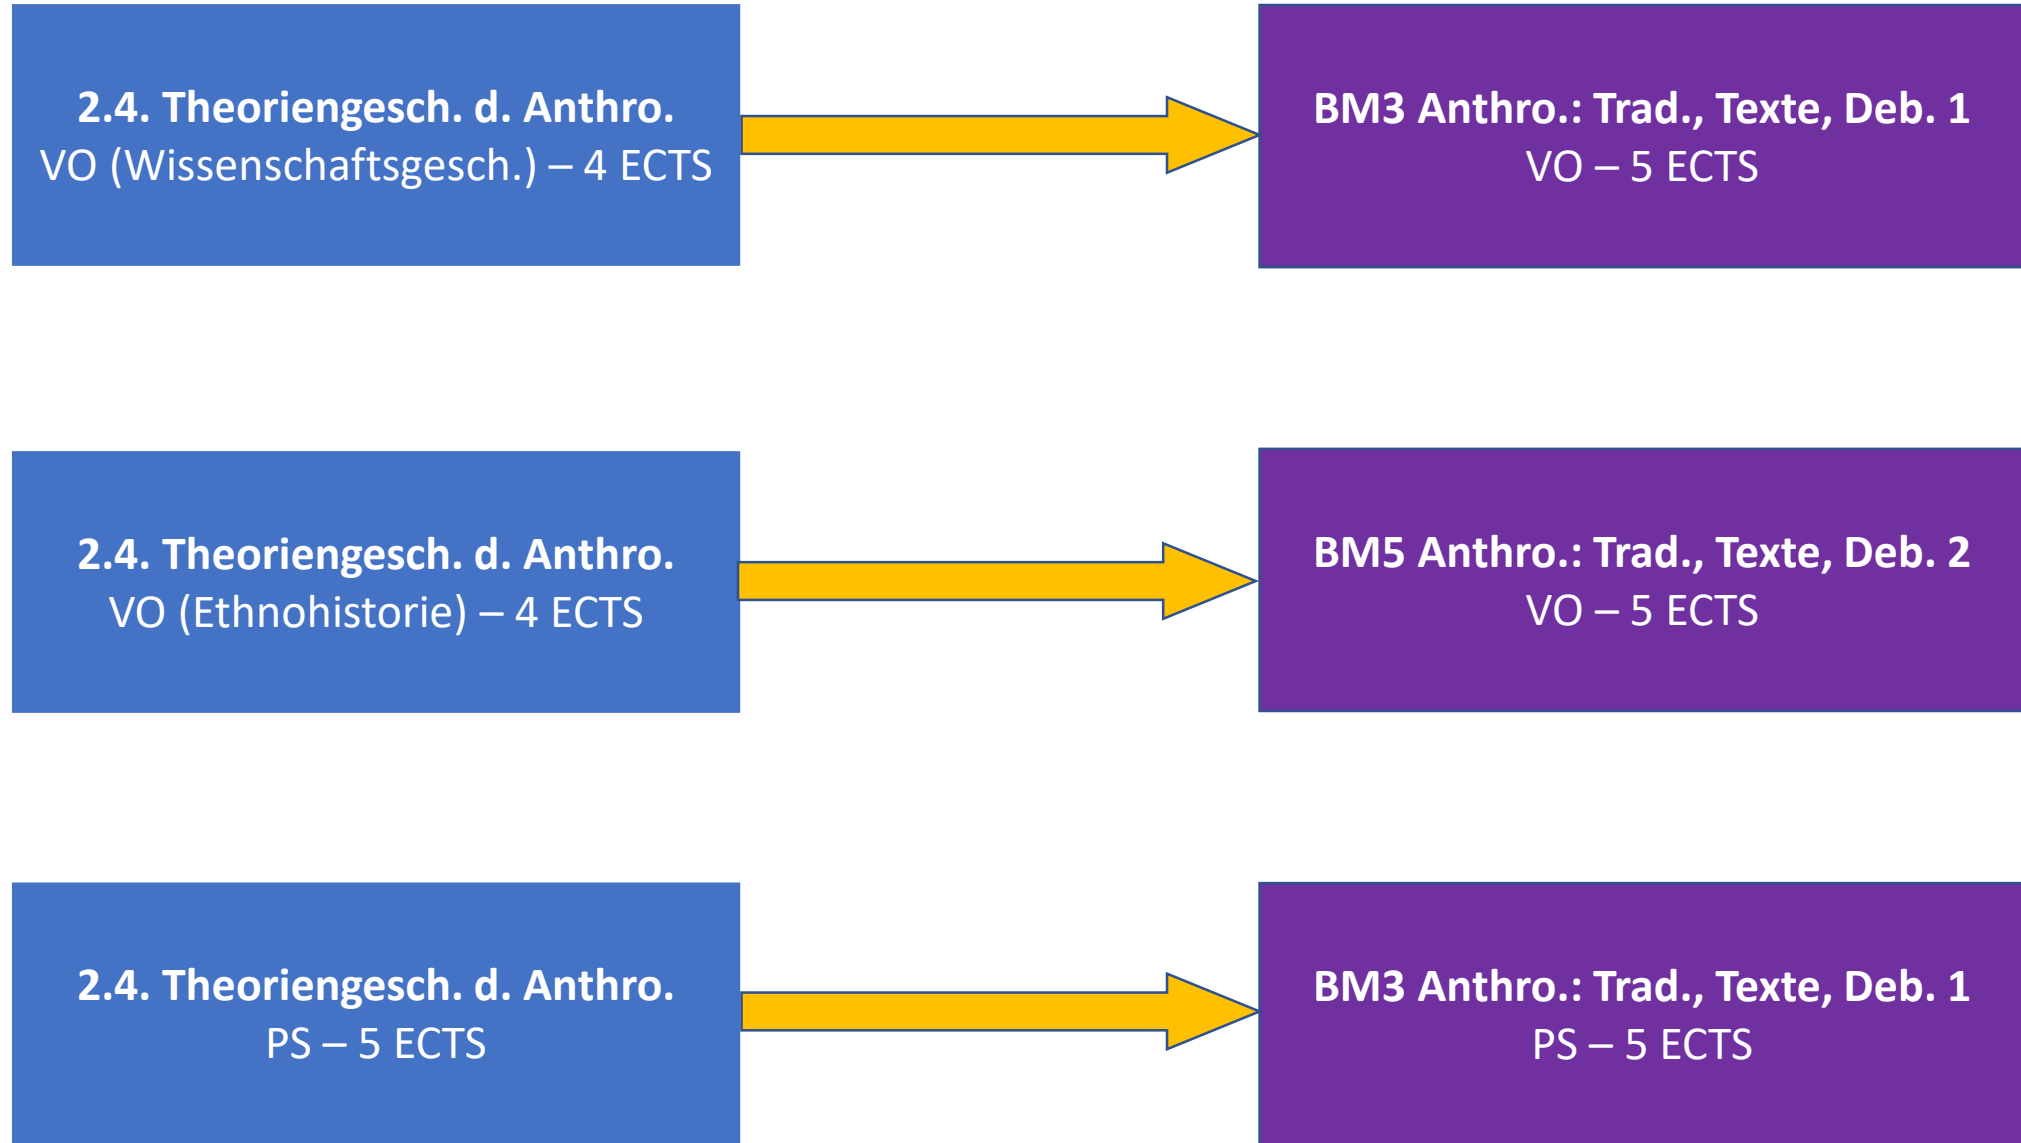 2.4. Theoriengesch. d. Anthro.
VO (Wissenschaftsgesch.) – 4 ECTS
BM3 Anthro.: Trad., Texte, Deb. 1
VO – 5 ECTS
2.4. Theoriengesch. d. Anthro.
VO (Ethnohistorie) – 4 ECTS
BM5 Anthro.: Trad., Texte, Deb. 2
VO – 5 ECTS
2.4. Theoriengesch. d. Anthro.
PS – 5 ECTS
BM3 Anthro.: Trad., Texte, Deb. 1
PS – 5 ECTS